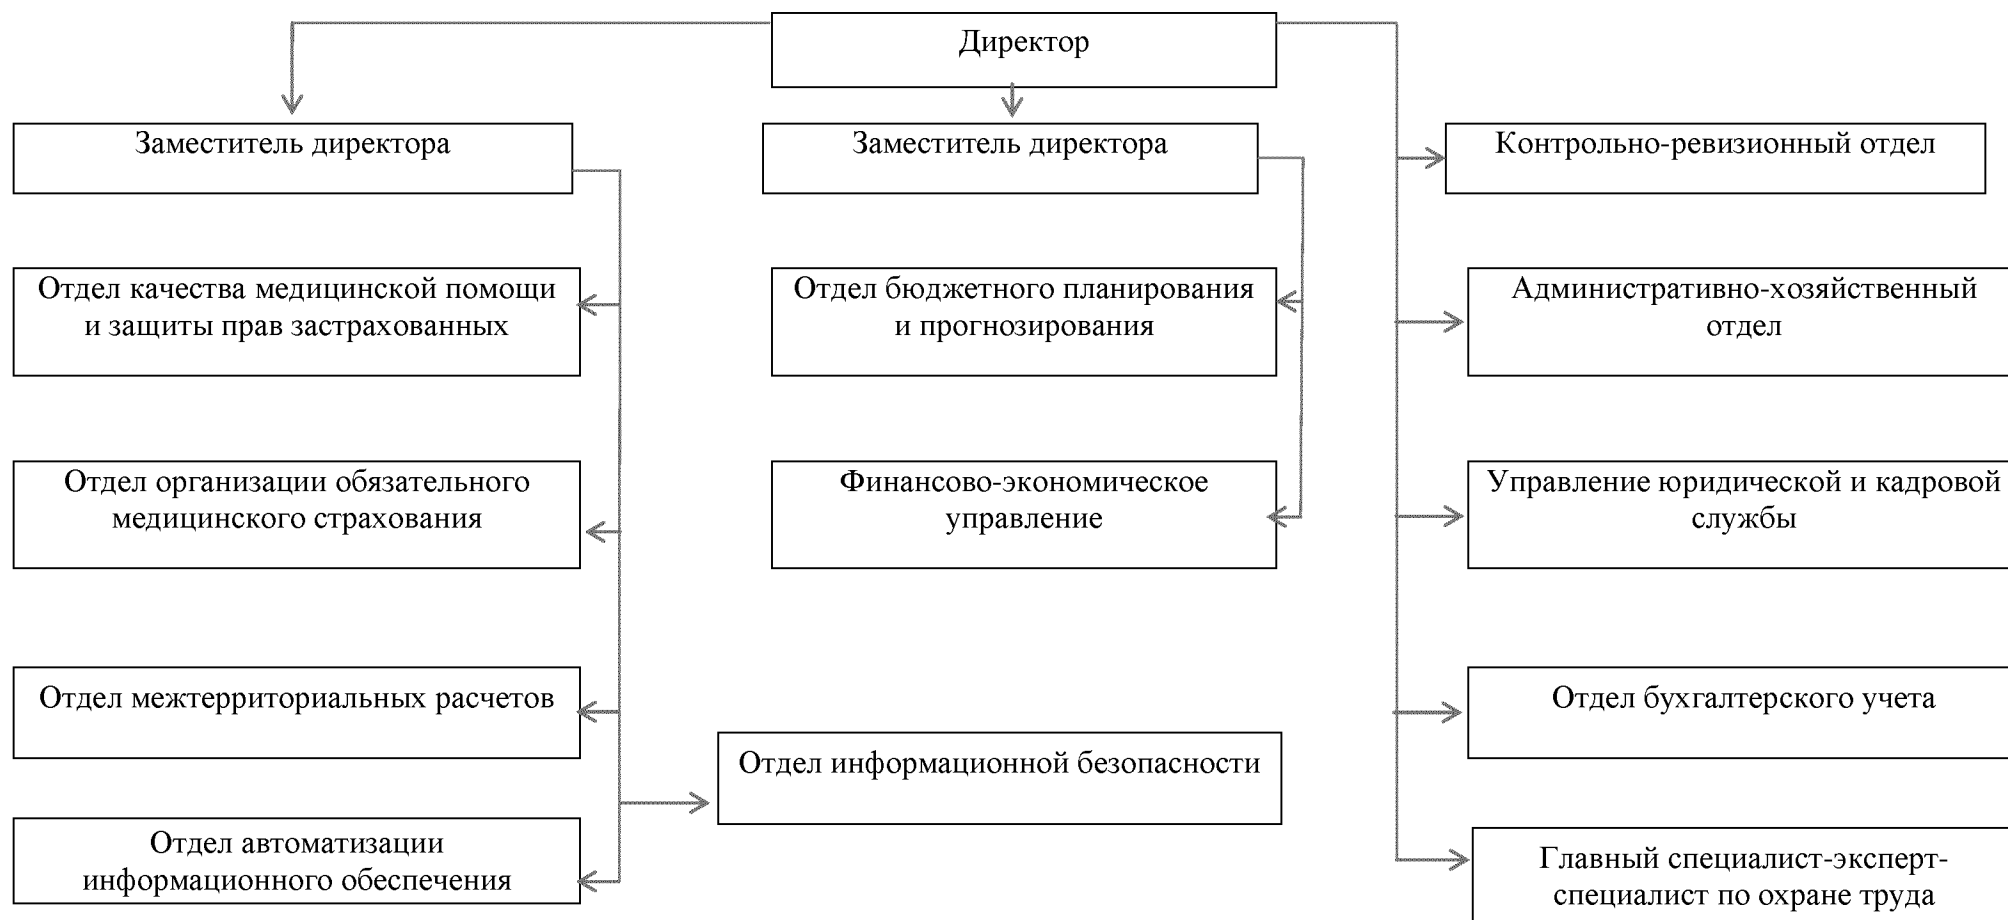 Директор
Заместитель директора
Заместитель директора
Контрольно-ревизионный отдел
Отдел качества медицинской помощи
и защиты прав застрахованных
Отдел бюджетного планирования
и прогнозирования
Административно-хозяйственный
отдел
Отдел организации обязательного
медицинского страхования
Финансово-экономическое
управление
Управление юридической и кадровой
службы
Отдел межтерриториальных расчетов
Отдел бухгалтерского учета
Отдел информационной безопасности
Отдел автоматизации
информационного обеспечения
Главный специалист-эксперт-
специалист по охране труда